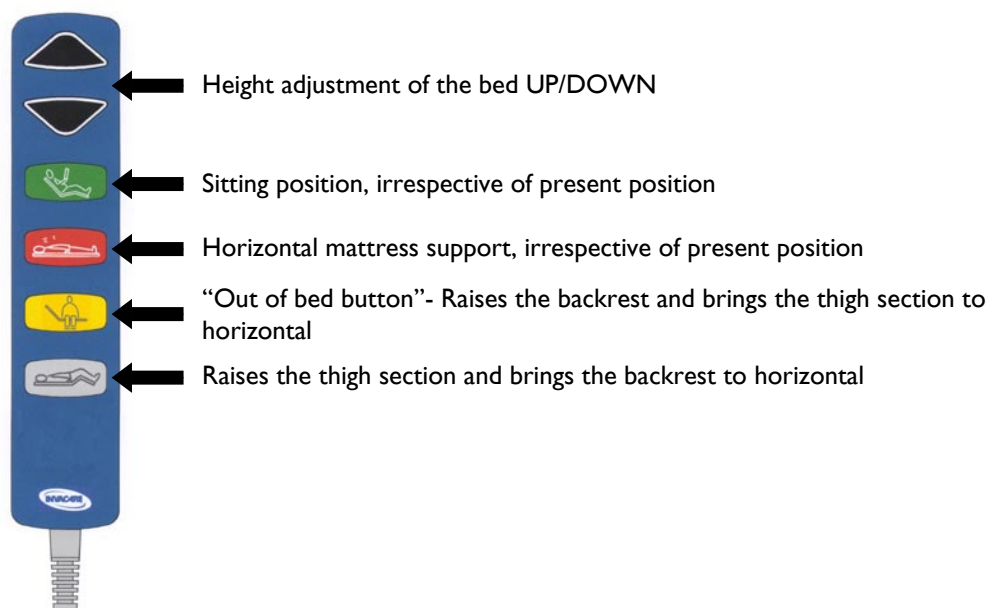 Height adjustment of the bed UP/DOWN
Sitting position, irrespective of present position
Horizontal mattress support, irrespective of present position
“Out of bed button”- Raises the backrest and brings the thigh section to
horizontal
Raises the thigh section and brings the backrest to horizontal
INVACARE